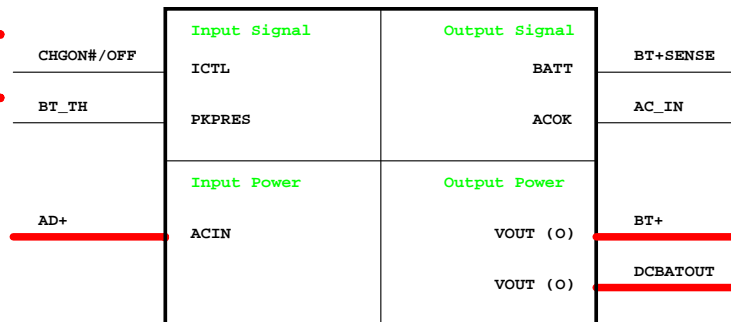 Input Signal Output Signal
CHGON#/OFF ICTL BATT BT+SENSE
BT_TH PKPRES ACOK AC_IN
Input Power Output Power
AD+ ACIN VOUT (O) BT+
VOUT (O) DCBATOUT